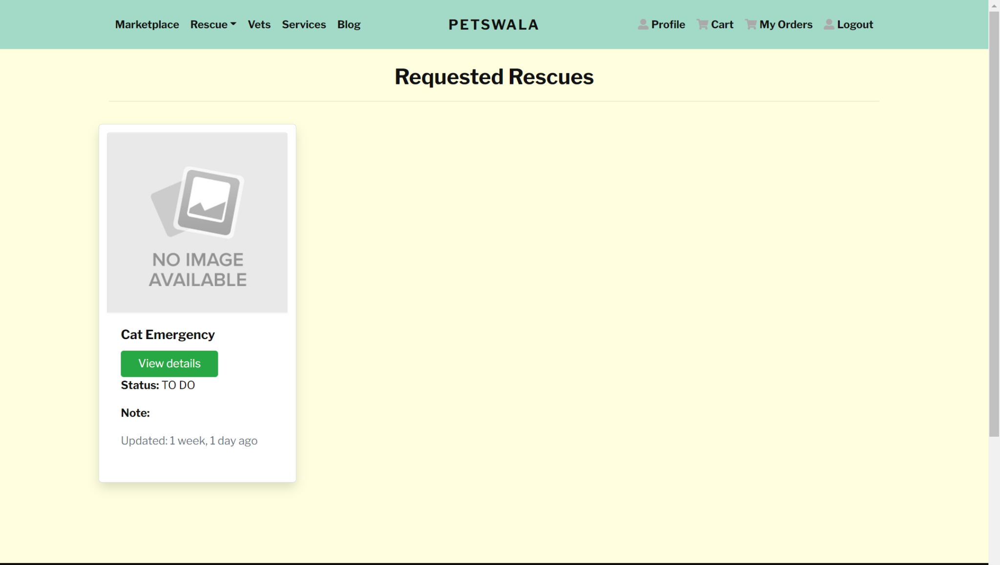 Marketplace Rescue Vets Services Blog PETSWALA Profile Cart My Orders Logout
Requested Rescues
NO IMAGE
AVAILABLE
Cat Emergency
View details
Status: TO DO
Note:
Updated: 1 week, 1 day ago